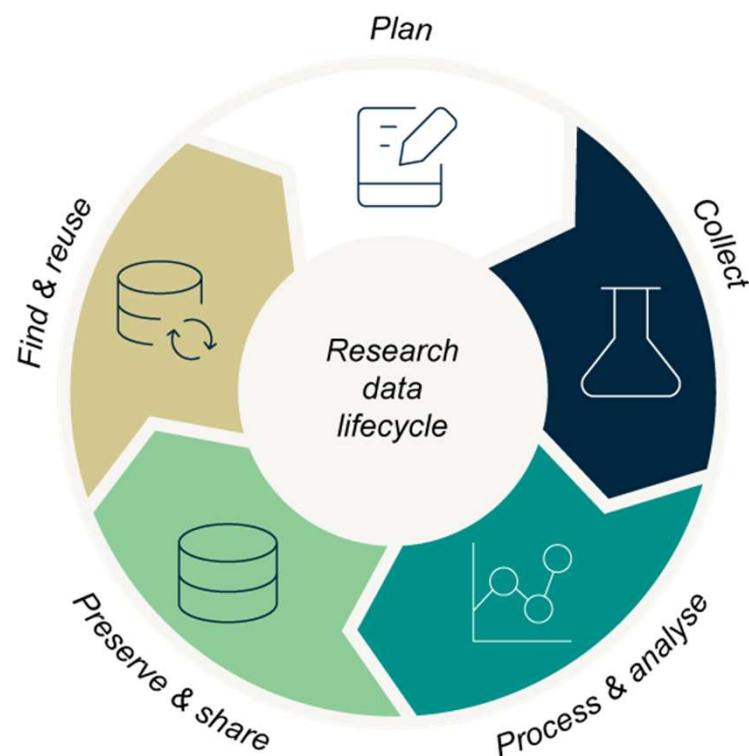 Plan
Collect
Process & analyse
Preserve & share
Find & reuse
Research
data
lifecycle